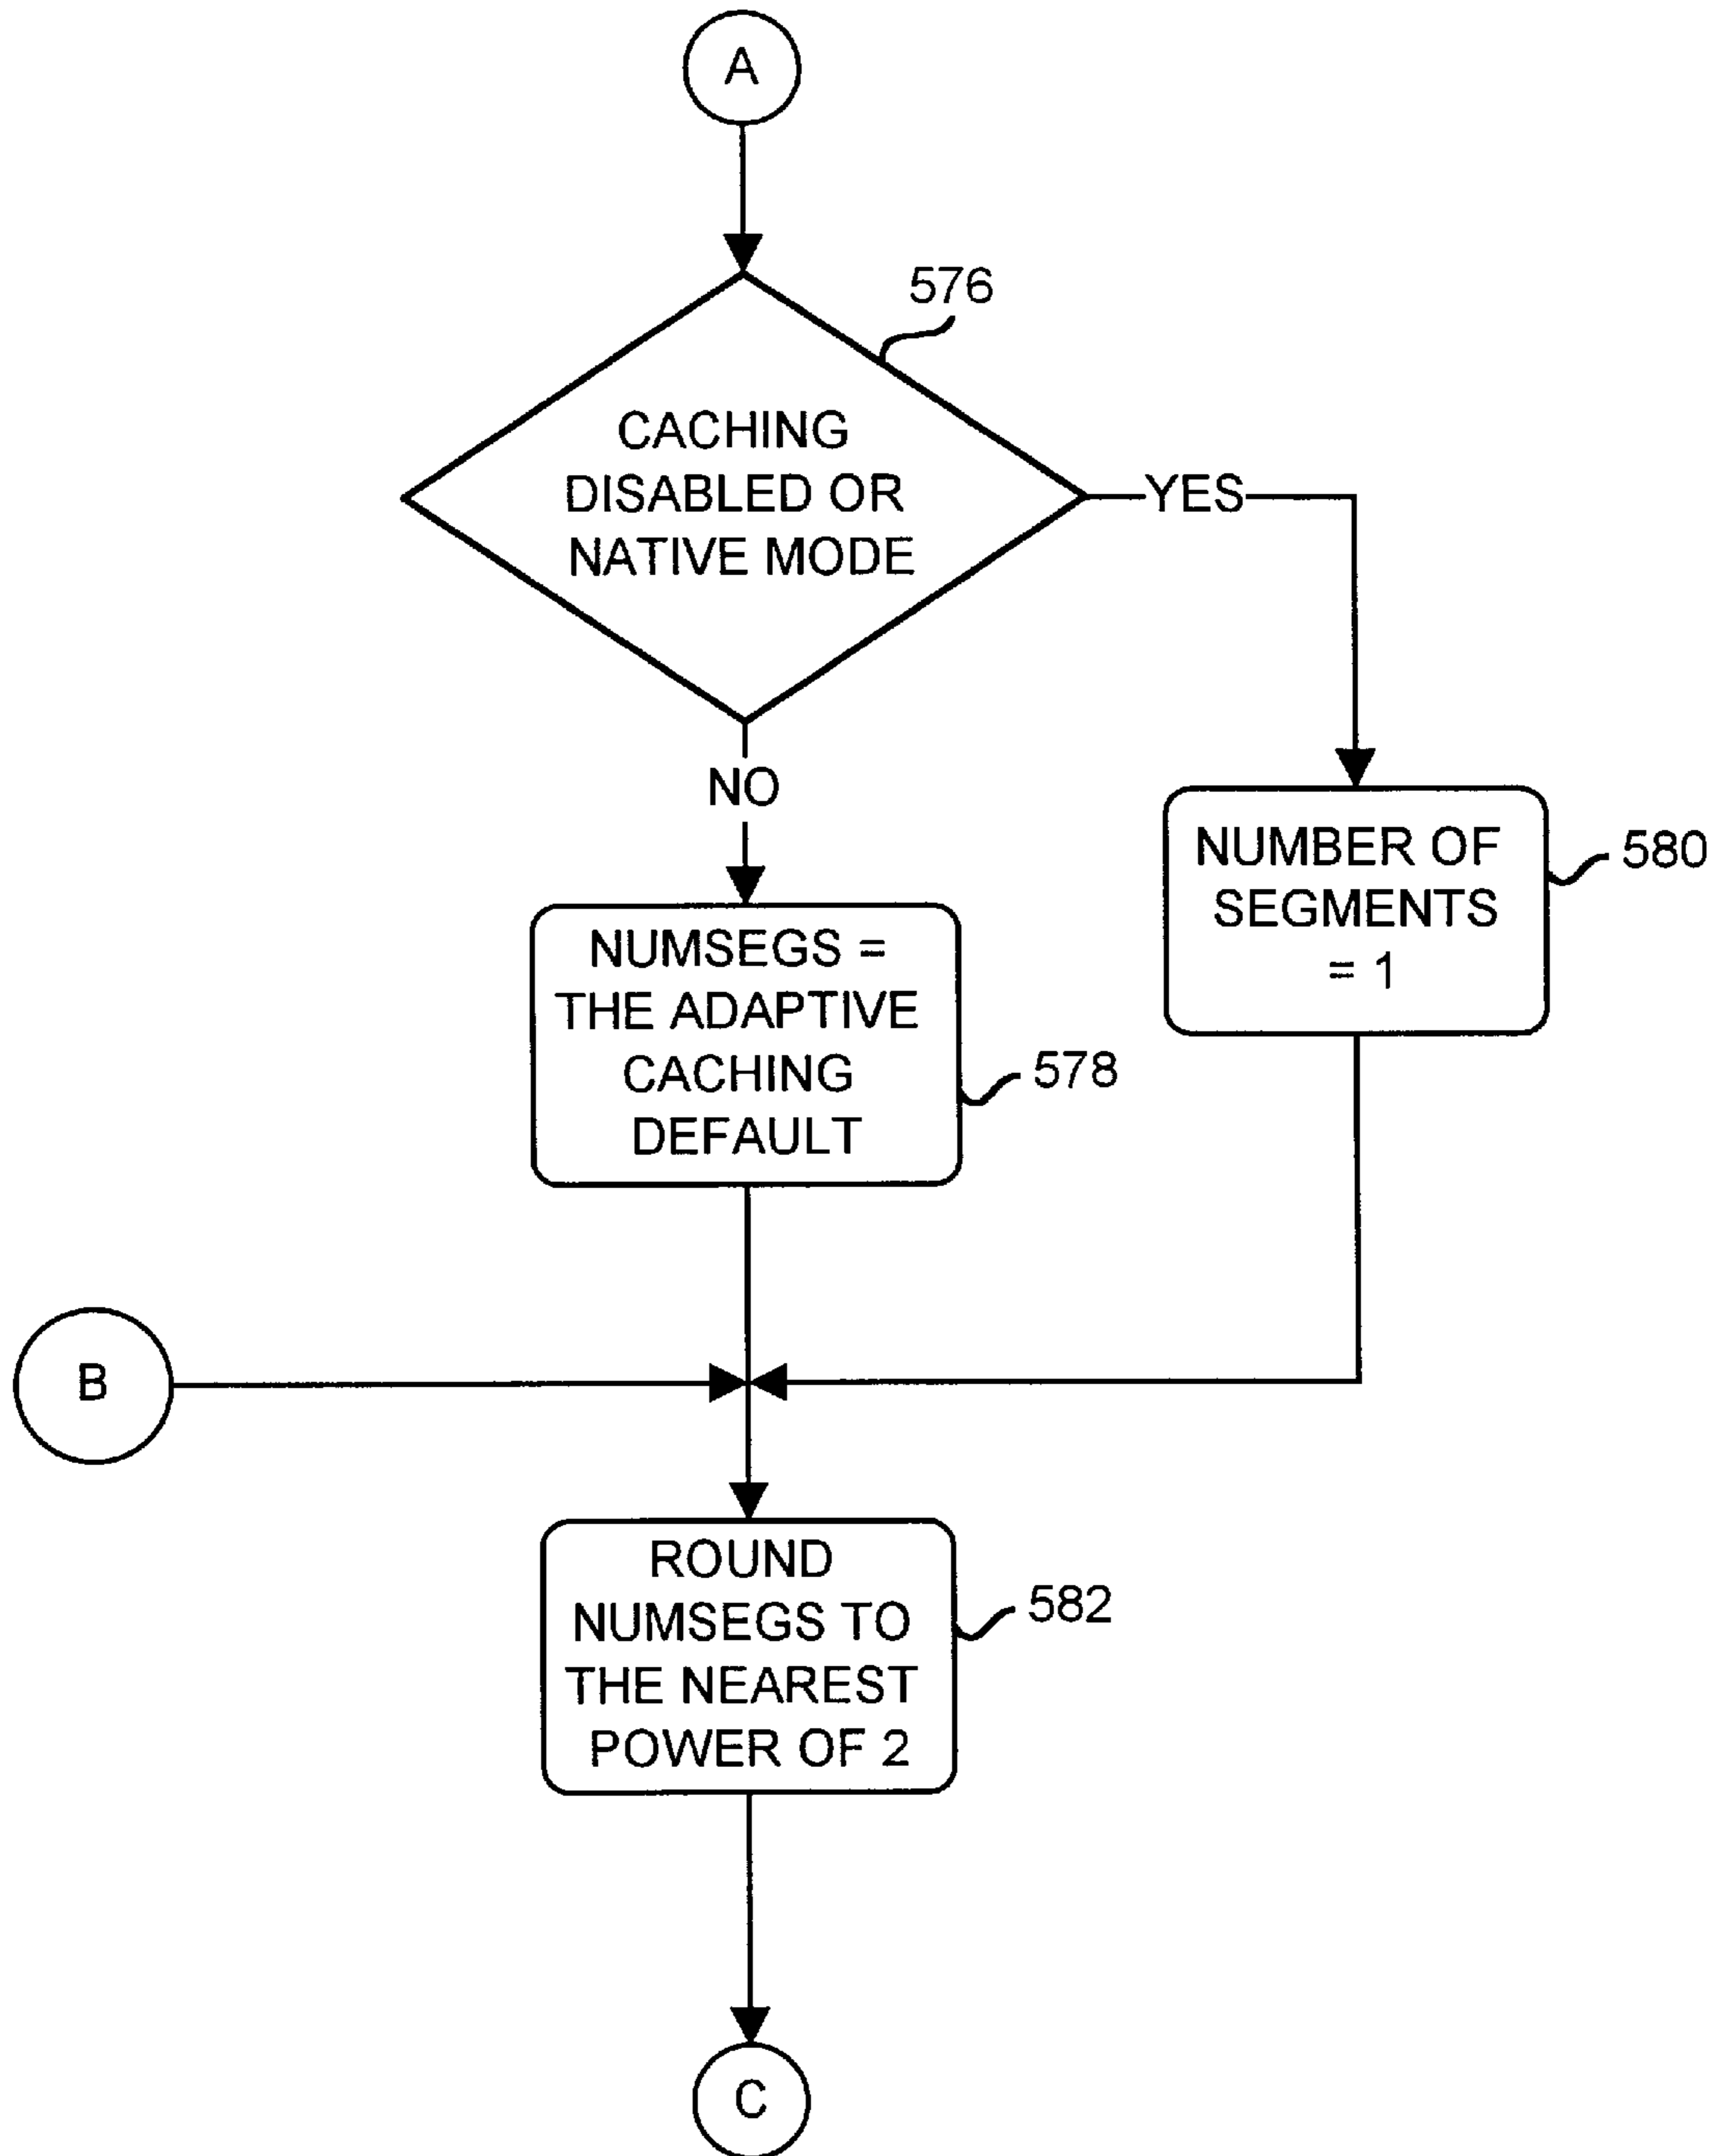 A
576
CACHING
DISABLED OR
NATIVE MODE
YES
NO
NUMBER OF
SEGMENTS
= 1
580
NUMSEGS =
THE ADAPTIVE
CACHING
DEFAULT
578
B
ROUND
NUMSEGS TO
THE NEAREST
POWER OF 2
582
C